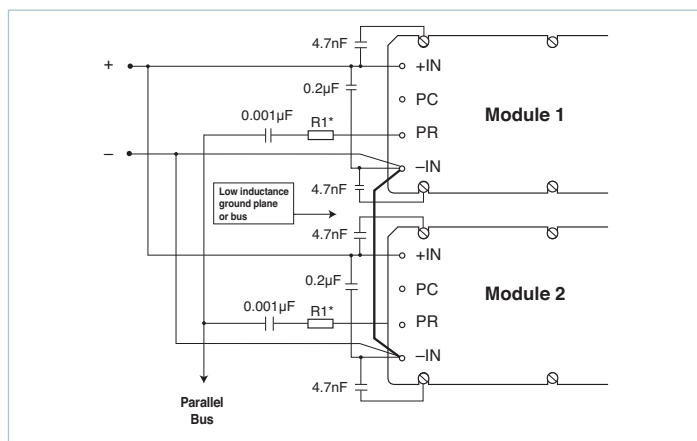 4.7nF
+
+IN
0.2μF
PC
Module 1
0.001μF
R1*
PR
–
–IN
4.7nF
Low inductance
ground plane
or bus
4.7nF
+IN
0.2μF
PC
Module 2
0.001μF
R1*
PR
–IN
4.7nF
Parallel
Bus